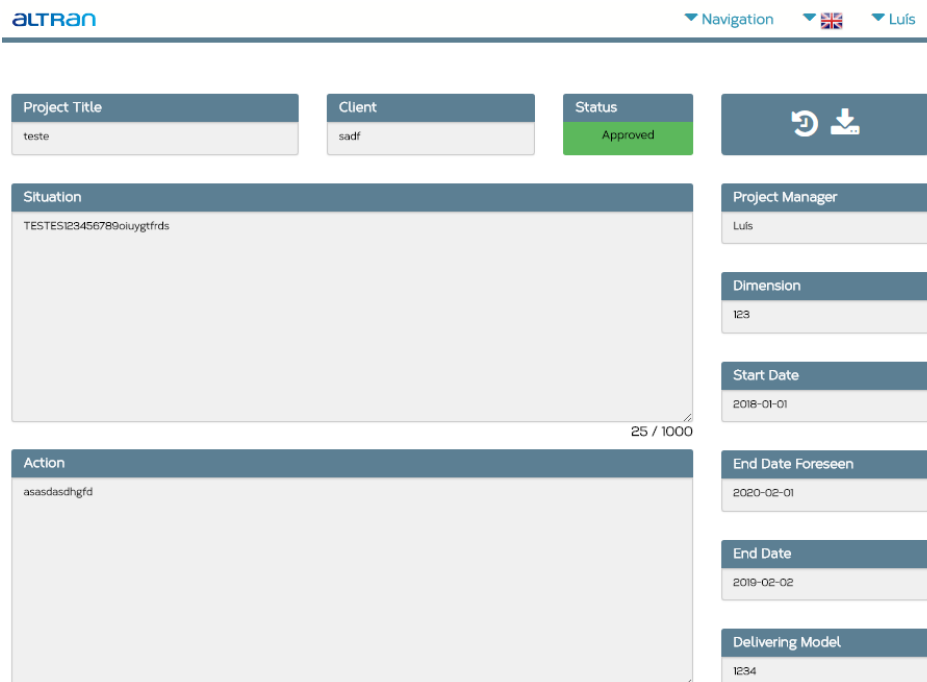 altran
Navigation
Luís
Project Title
Client
Status
teste
sadf
Approved
Situation
Project Manager
TESTES123456789oiuygtfrds
Luís
Dimension
123
Start Date
2018-01-01
25 / 1000
Action
End Date Foreseen
asasdasdhgfd
2020-02-01
End Date
2019-02-02
Delivering Model
1234